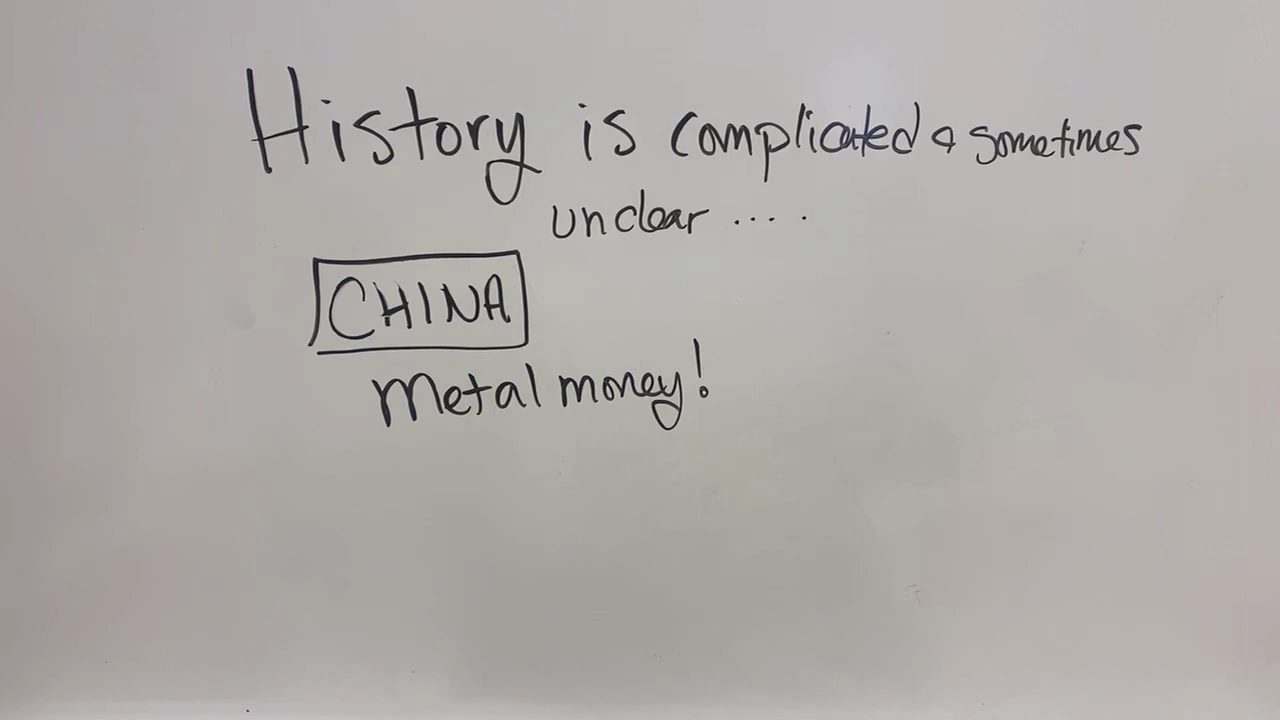 History is complicated & sometimes
unclear ....
CHINA
Metal money!